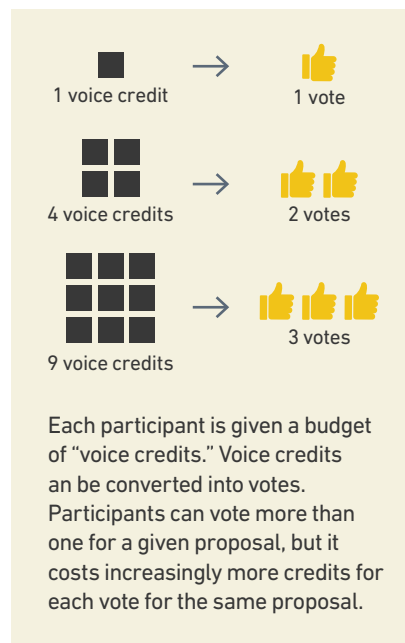 1 voice credit
1 vote
4 voice credits
2 votes
9 voice credits
3 votes
Each participant is given a budget
of “voice credits.” Voice credits
an be converted into votes.
Participants can vote more than
one for a given proposal, but it
costs increasingly more credits for
each vote for the same proposal.